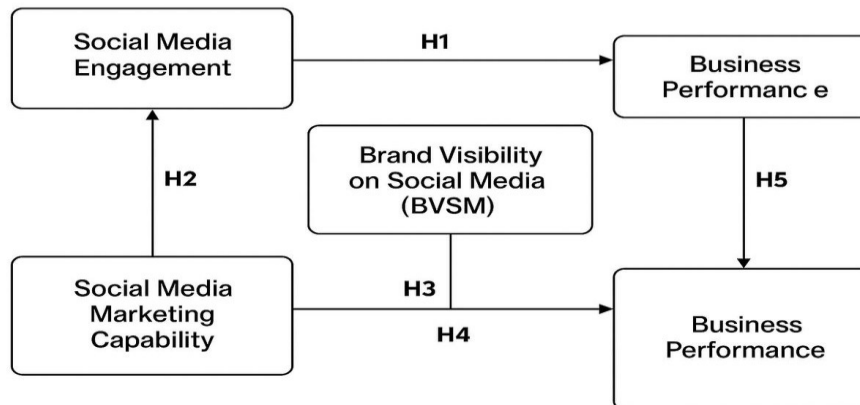 Social Media
Engagement
H1
Business
Performanc e
Brand Visibility
on Social Media
(BVSM)
H2
H5
Social Media
Marketing
Capability
H3
H4
Business
Performance